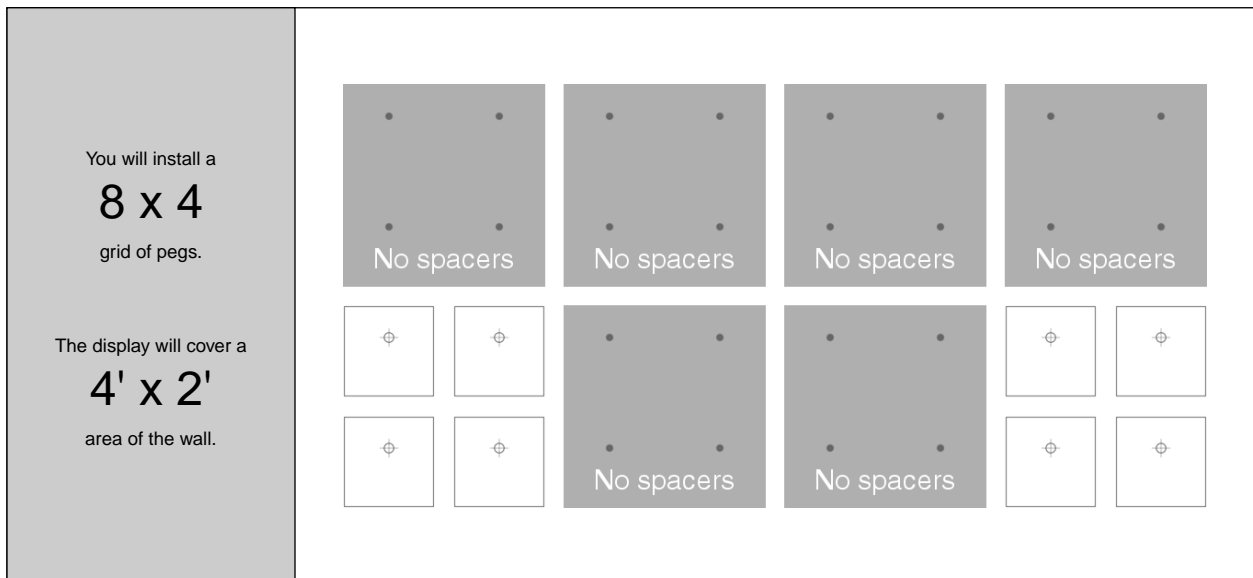 You will install a
8 x 4
grid of pegs.
The display will cover a
4' x 2'
area of the wall.
No spacers
No spacers
No spacers
No spacers
No spacers
No spacers